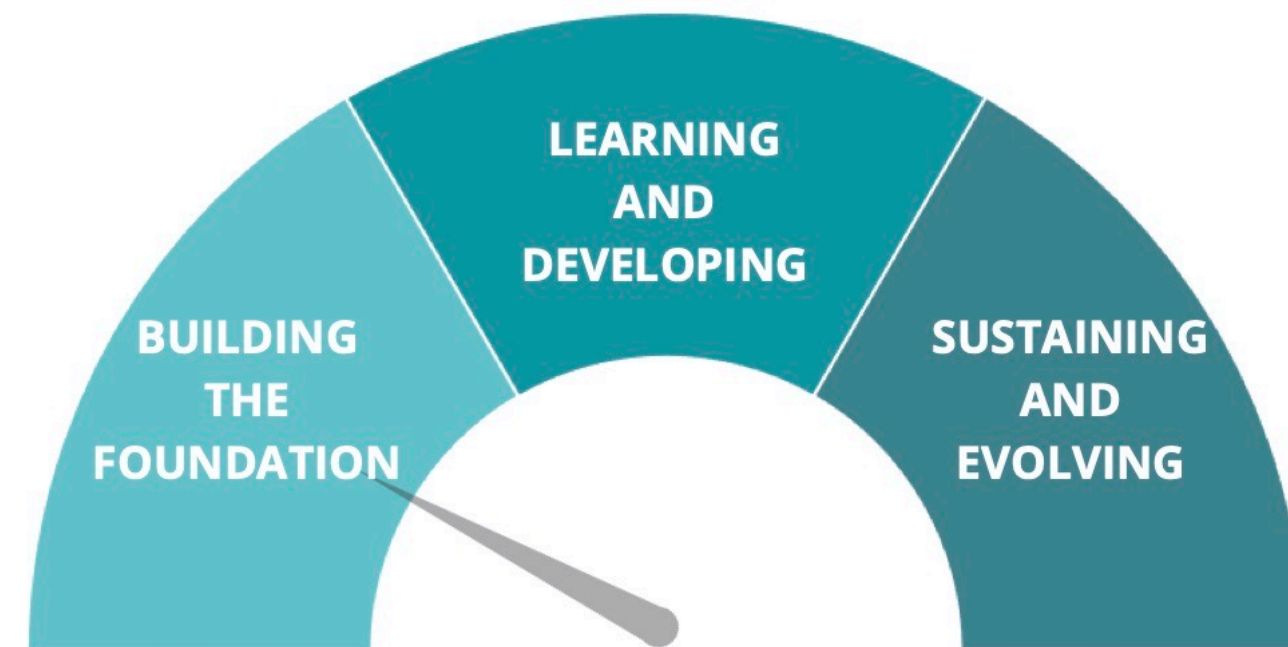 BUILDING
THE
FOUNDATION
LEARNING
AND
DEVELOPING
SUSTAINING
AND
EVOLVING